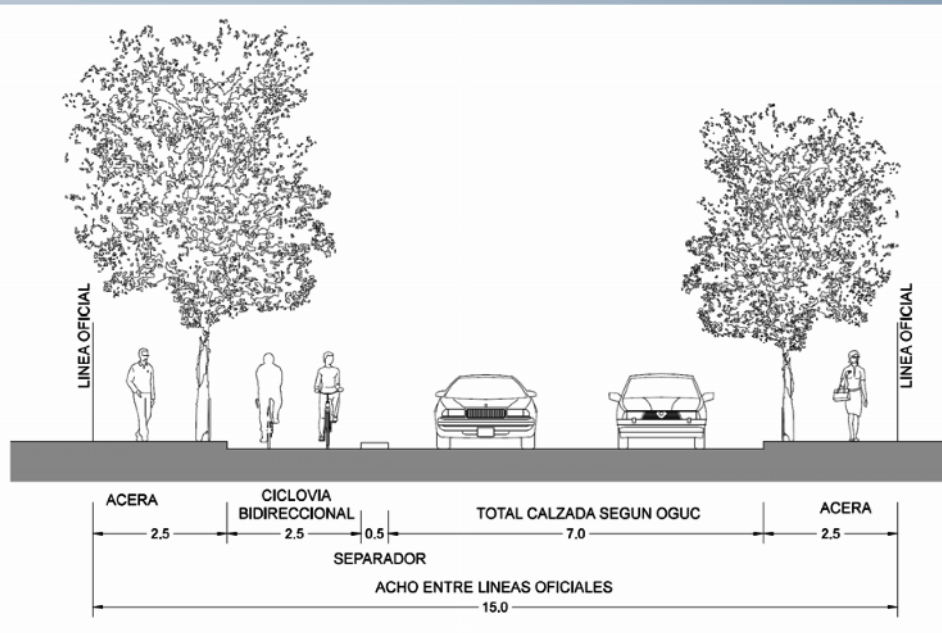 LINEA OFICIAL
LINEA OFICIAL
ACERA
2.5
CICLOVIA
BIDIRECCIONAL
2.5
0.5
SEPARADOR
TOTAL CALZADA SEGUN OGUC
7.0
ACERA
2.5
ACHO ENTRE LINEAS OFICIALES
15.0